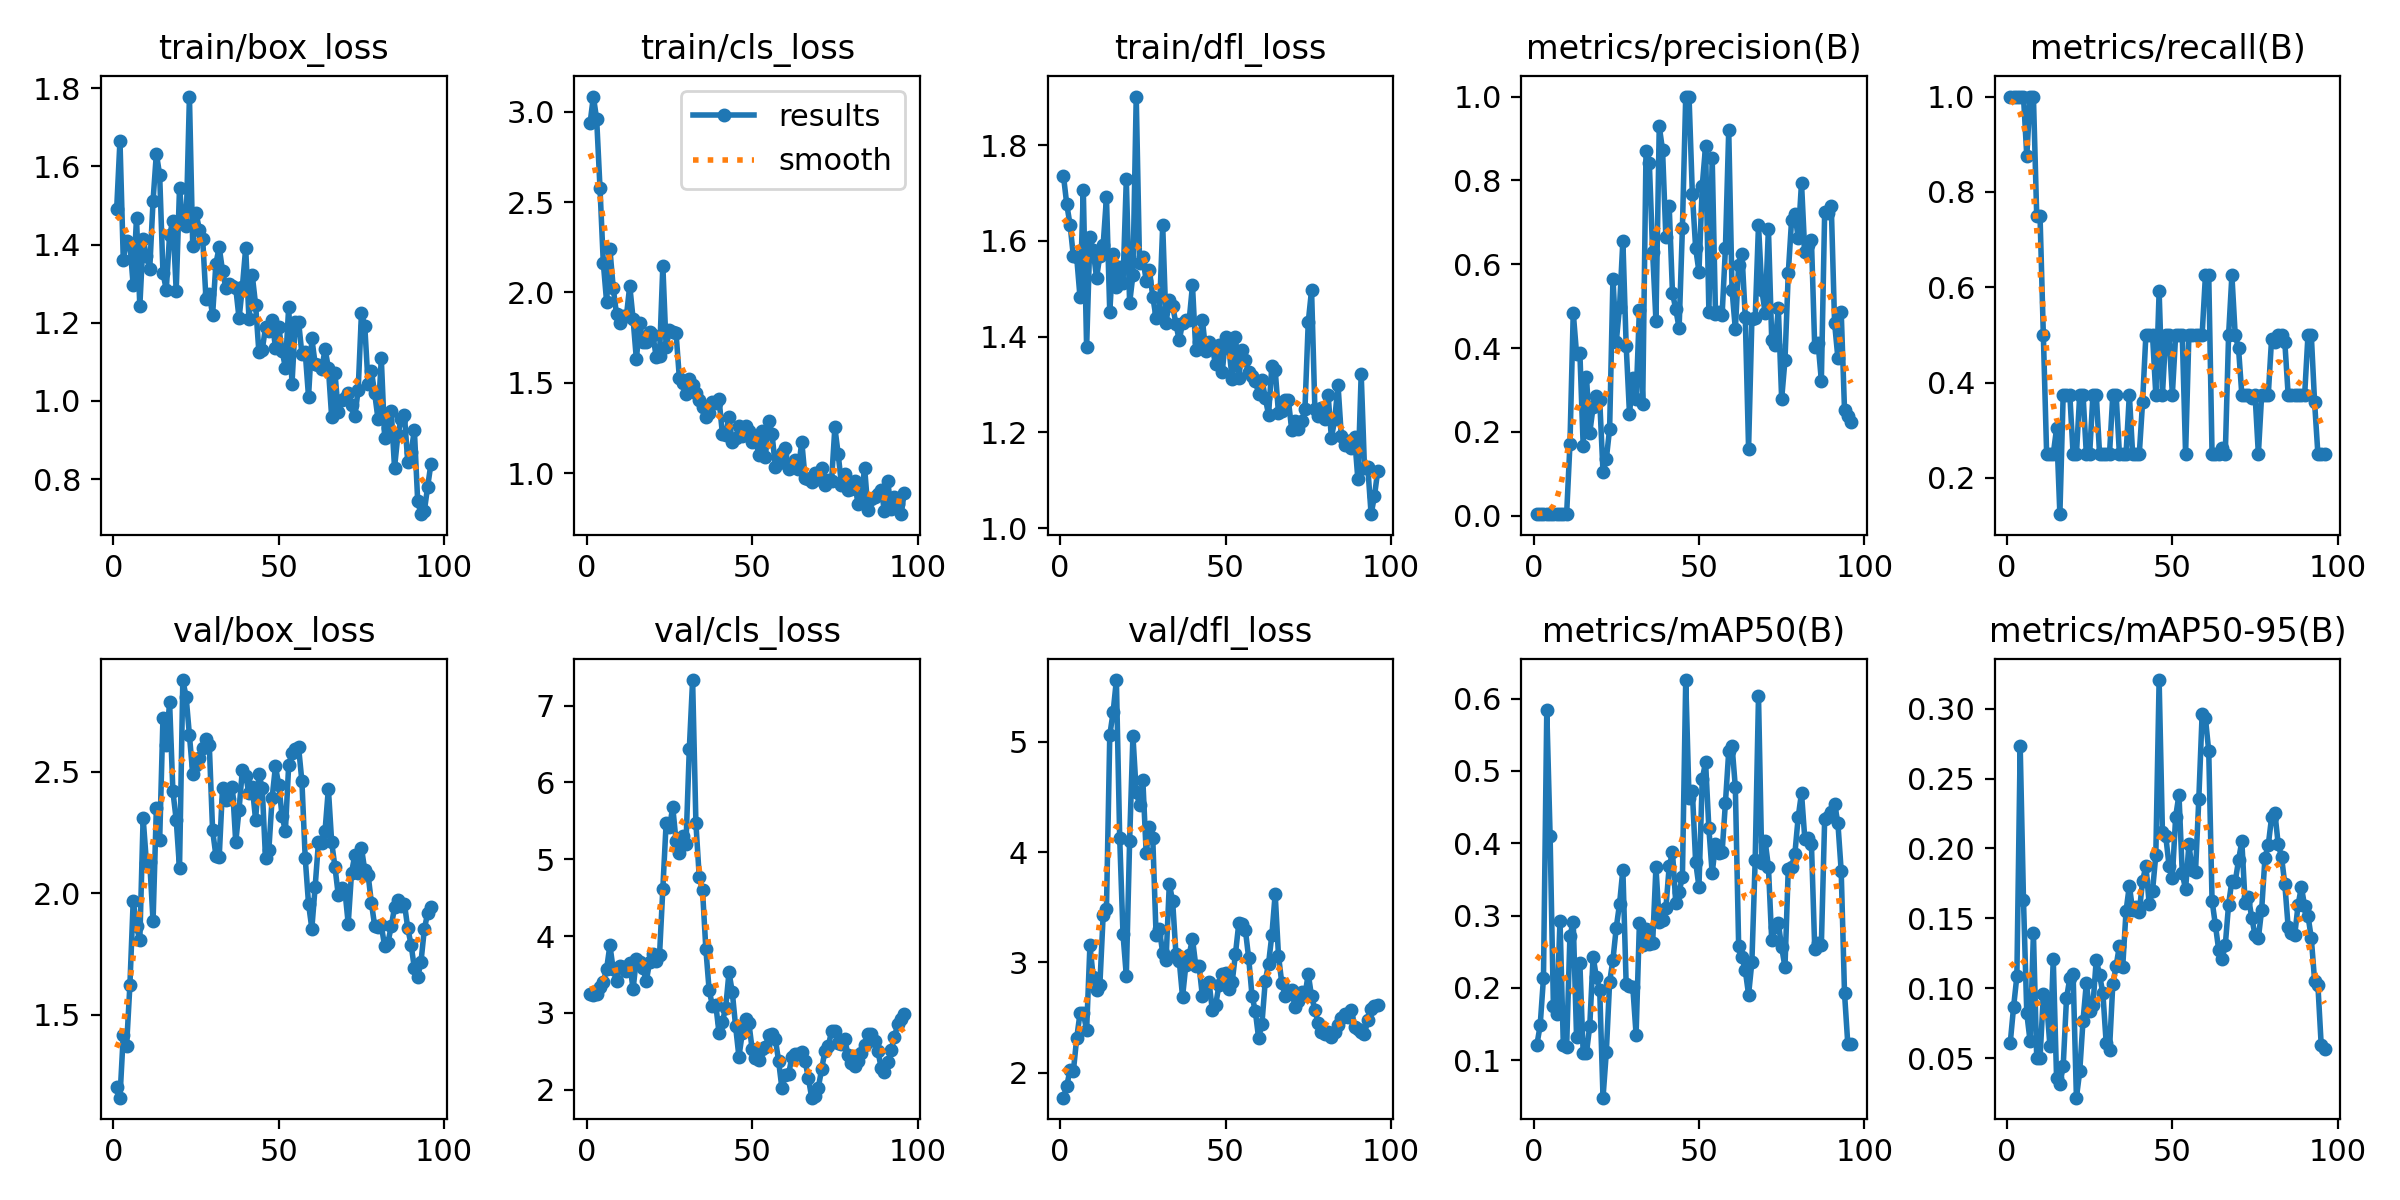 train/box_loss
1.8
1.6
1.4
1.2
1.0
0.8
0 50 100
train/cls_loss
results
smooth
3.0
2.5
2.0
1.5
1.0
0 50 100
train/dfl_loss
1.8
1.6
1.4
1.2
1.0
0 50 100
metrics/precision(B)
1.0
0.8
0.6
0.4
0.2
0.0
0 50 100
metrics/recall(B)
1.0
0.8
0.6
0.4
0.2
0 50 100
val/box_loss
2.5
2.0
1.5
0 50 100
val/cls_loss
7
6
5
4
3
2
0 50 100
val/dfl_loss
5
4
3
2
0 50 100
metrics/mAP50(B)
0.6
0.5
0.4
0.3
0.2
0.1
0 50 100
metrics/mAP50-95(B)
0.30
0.25
0.20
0.15
0.10
0.05
0 50 100